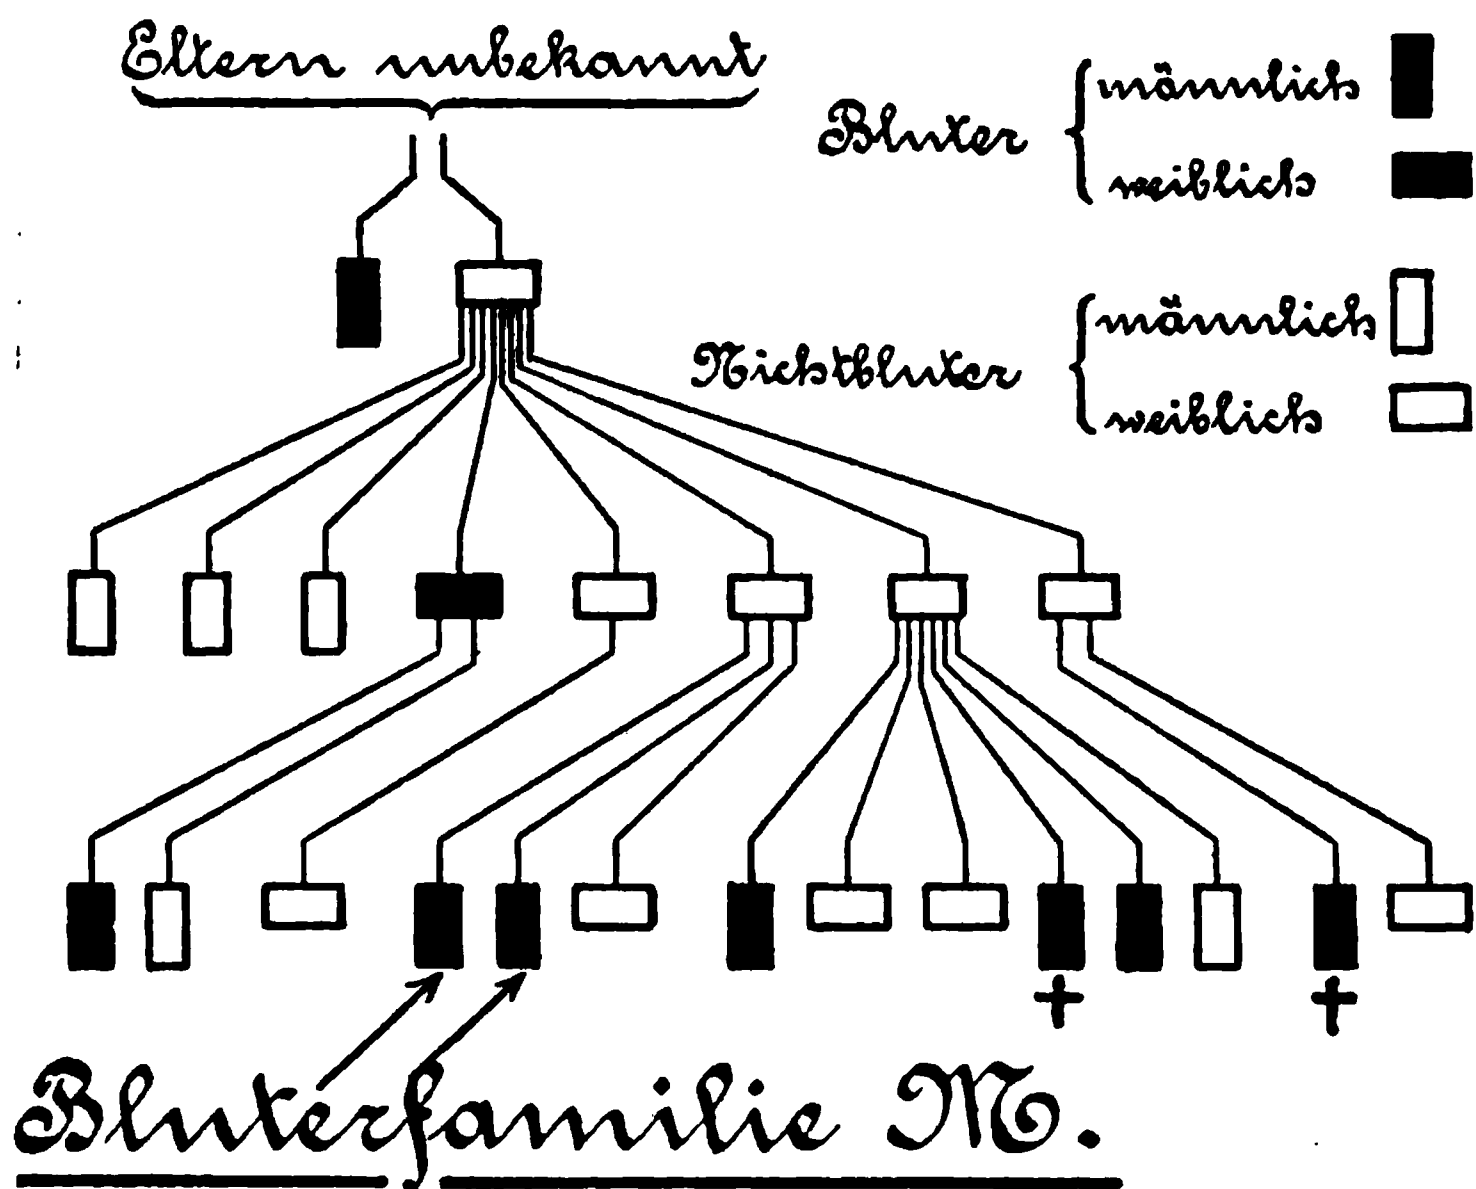 Eltern unbekannt
Bluter
männlich
weiblich
Nichtbluter
männlich
weiblich
Bluterfamilie M.